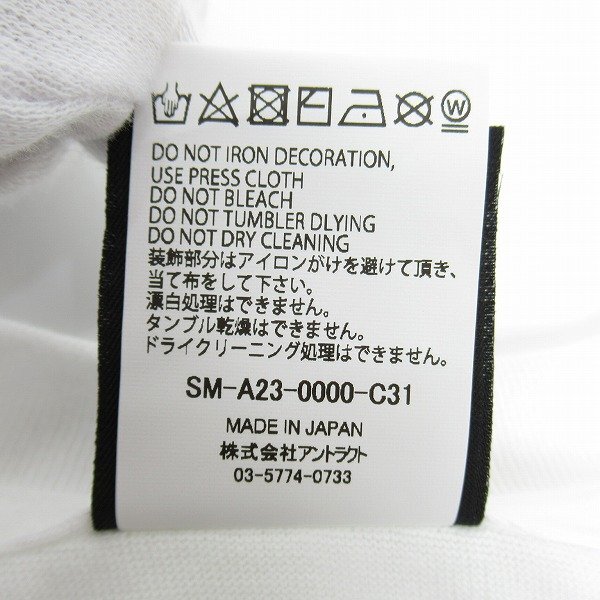 W
DO NOT IRON DECORATION,
USE PRESS CLOTH
DO NOT BLEACH
DO NOT TUMBLER DLYING
DO NOT DRY CLEANING
装飾部分はアイロンがけを避けて頂き、
当て布をして下さい。
漂白処理はできません。
タンブル乾燥はできません。
ドライクリーニング処理はできません。
SM-A23-0000-C31
MADE IN JAPAN
株式会社アントラクト
03-5774-0733